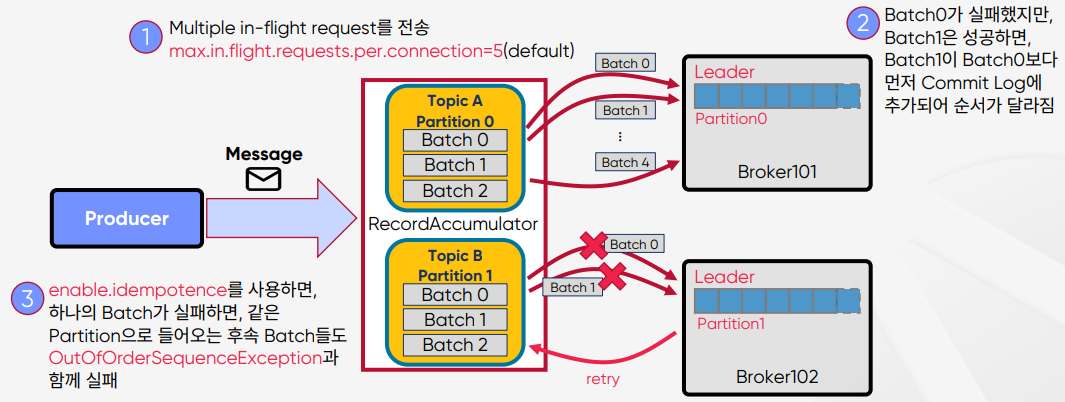 1
Multiple in-flight request를 전송
max.in.flight.requests.per.connection=5(default)
2
Batch0가 실패했지만,
Batch1은 성공하면,
Batch1이 Batch0보다
먼저 Commit Log에
추가되어 순서가 달라짐
Message
Producer
Topic A
Partition 0
Batch 0
Batch 1
Batch 2
RecordAccumulator
Topic B
Partition 1
Batch 0
Batch 1
Batch 2
Batch 0
Batch 1
⋮
Batch 4
Leader
Partition0
Broker101
Batch 0
Batch 1
retry
Leader
Partition1
Broker102
3
enable.idempotence를 사용하면,
하나의 Batch가 실패하면, 같은
Partition으로 들어오는 후속 Batch들도
OutOfOrderSequenceException과
함께 실패